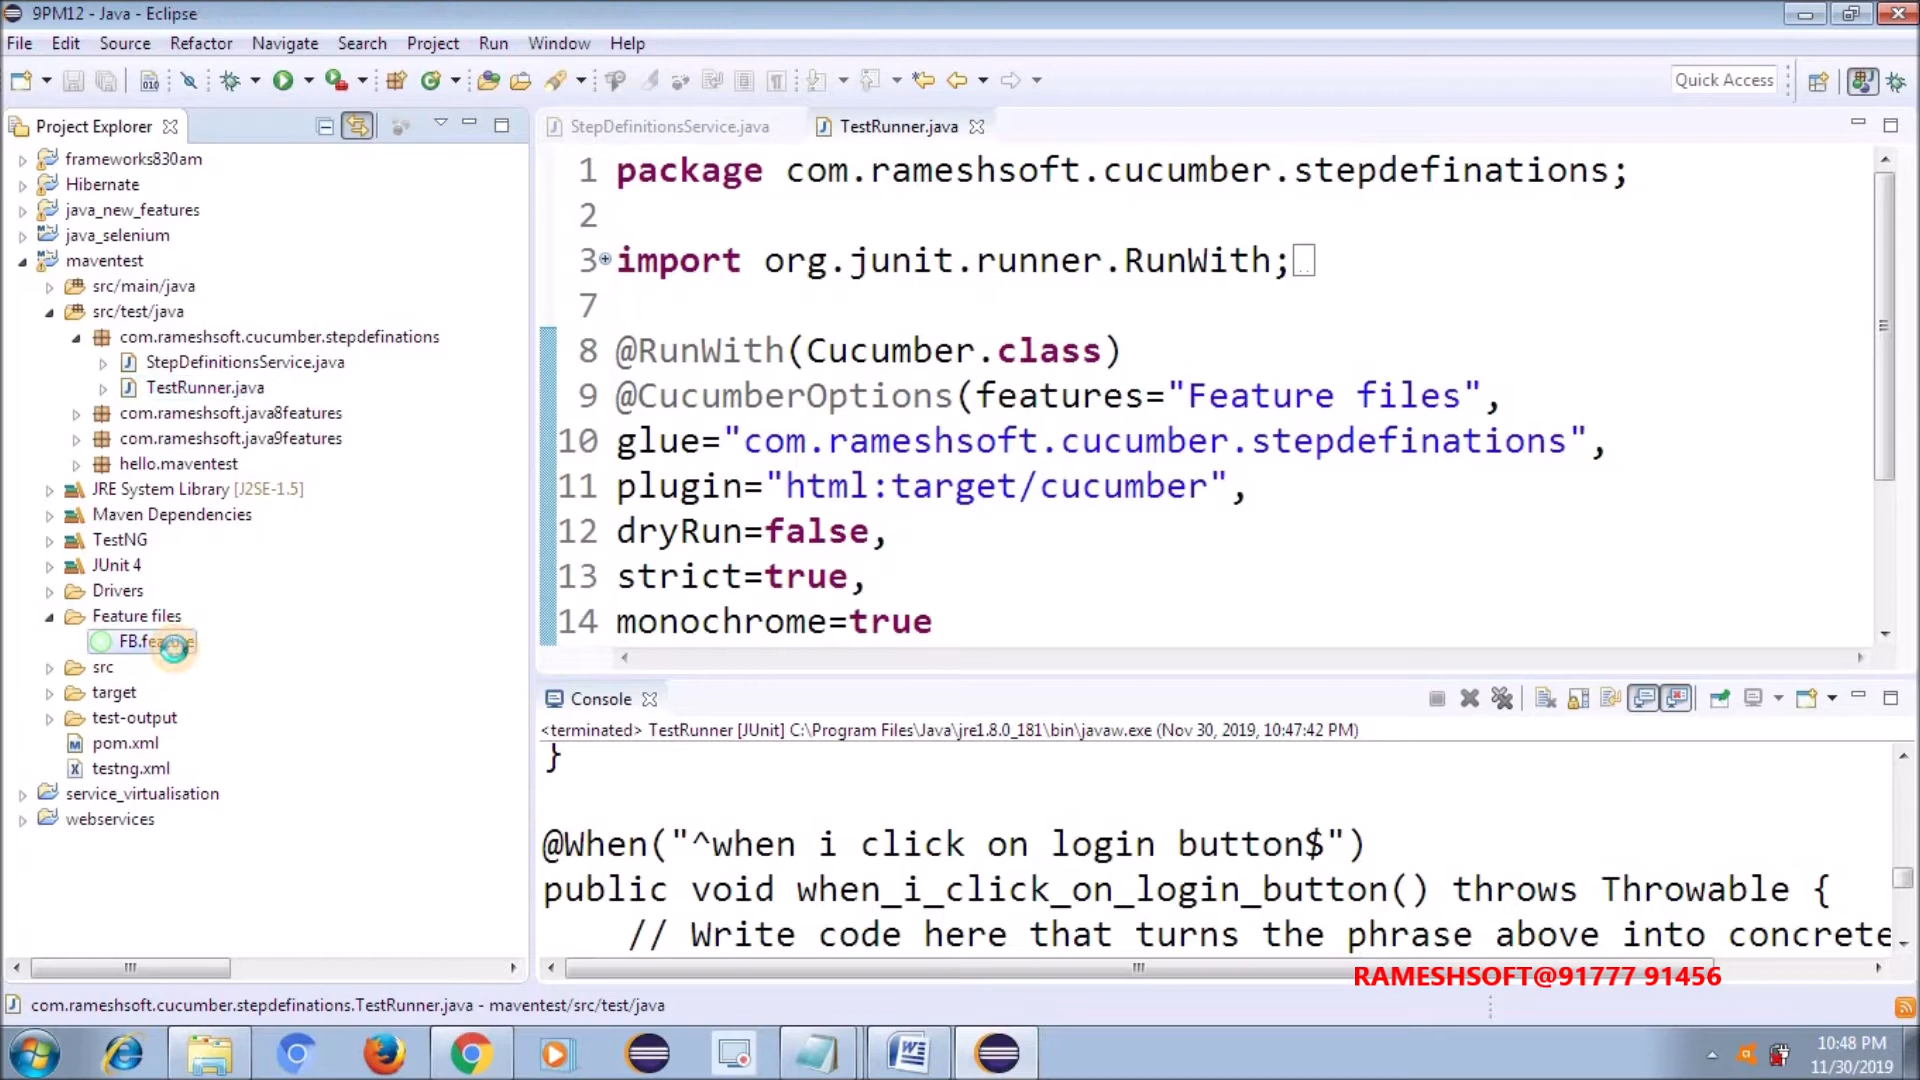 9PM12 - Java - Eclipse
File Edit Source Refactor Navigate Search Project Run Window Help
Quick Access
Project Explorer
frameworks830am
Hibernate
java_new_features
java_selenium
maventest
src/main/java
src/test/java
com.rameshsoft.cucumber.stepdefinations
StepDefinitionsService.java
TestRunner.java
com.rameshsoft.java8features
com.rameshsoft.java9features
hello.maventest
JRE System Library [J2SE-1.5]
Maven Dependencies
TestNG
JUnit 4
Drivers
Feature files
FB.feature
src
target
test-output
pom.xml
testng.xml
service_virtualisation
webservices
StepDefinitionsService.java TestRunner.java
1 package com.rameshsoft.cucumber.stepdefinations;
2
3 import org.junit.runner.RunWith;
7
8 @RunWith(Cucumber.class)
9 @CucumberOptions(features="Feature files",
10 glue="com.rameshsoft.cucumber.stepdefinations",
11 plugin="html:target/cucumber",
12 dryRun=false,
13 strict=true,
14 monochrome=true
Console
<terminated> TestRunner [JUnit] C:\Program Files\Java\jre1.8.0_181\bin\javaw.exe (Nov 30, 2019, 10:47:42 PM)
}
@When("^when i click on login button$")
public void when_i_click_on_login_button() throws Throwable {
// Write code here that turns the phrase above into concrete
RAMESHSOFT@91777 91456
com.rameshsoft.cucumber.stepdefinations.TestRunner.java - maventest/src/test/java
10:48 PM
11/30/2019